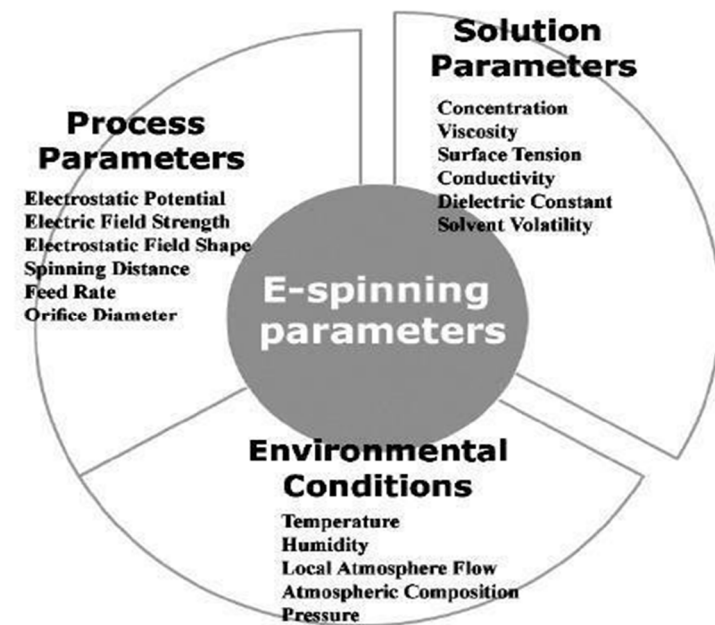 Solution
Parameters
Concentration
Viscosity
Surface Tension
Conductivity
Dielectric Constant
Solvent Volatility
Process
Parameters
Electrostatic Potential
Electric Field Strength
Electrostatic Field Shape
Spinning Distance
Feed Rate
Orifice Diameter
E-spinning
parameters
Environmental
Conditions
Temperature
Humidity
Local Atmosphere Flow
Atmospheric Composition
Pressure